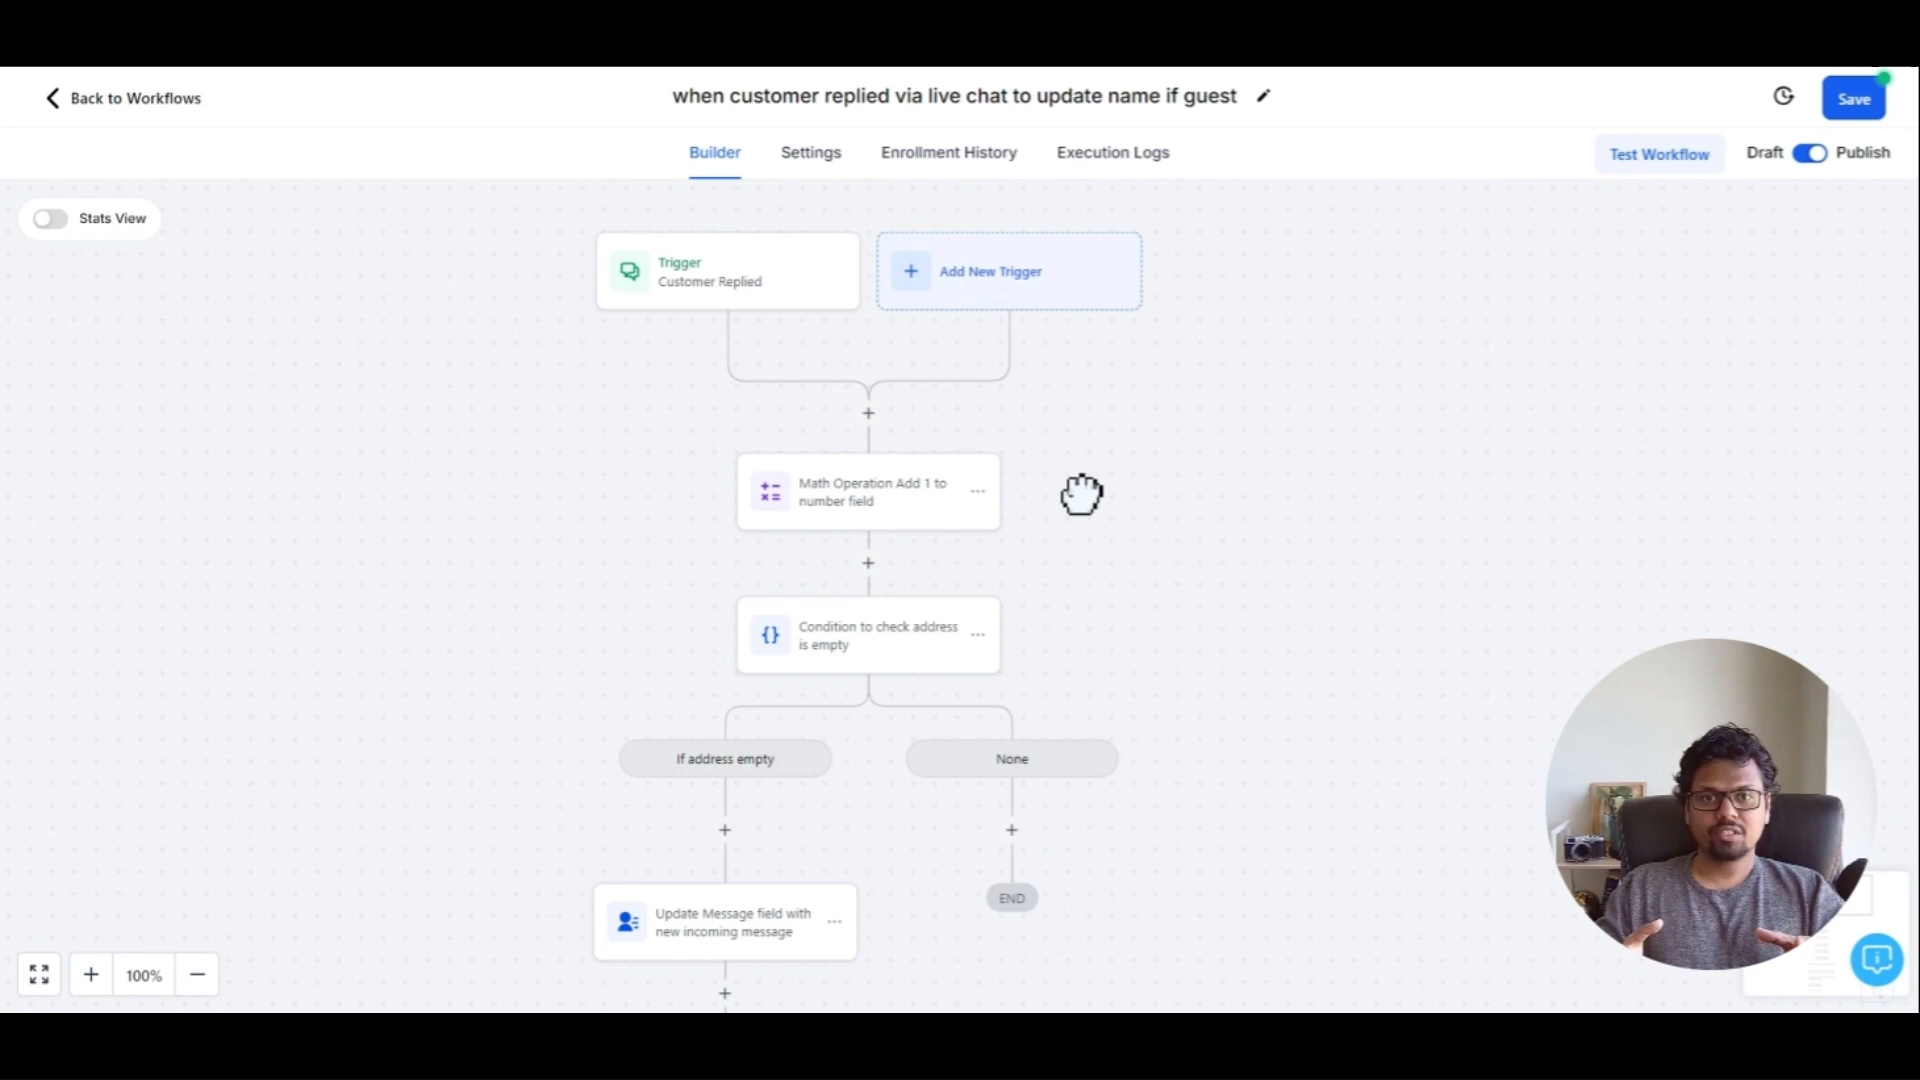 Back to Workflows
when customer replied via live chat to update name if guest
Save
Builder
Settings
Enrollment History
Execution Logs
Test Workflow
Draft
Publish
Stats View
Trigger
Customer Replied
Add New Trigger
Math Operation Add 1 to
number field
Condition to check address
is empty
If address empty
None
Update Message field with
new incoming message
END
100%